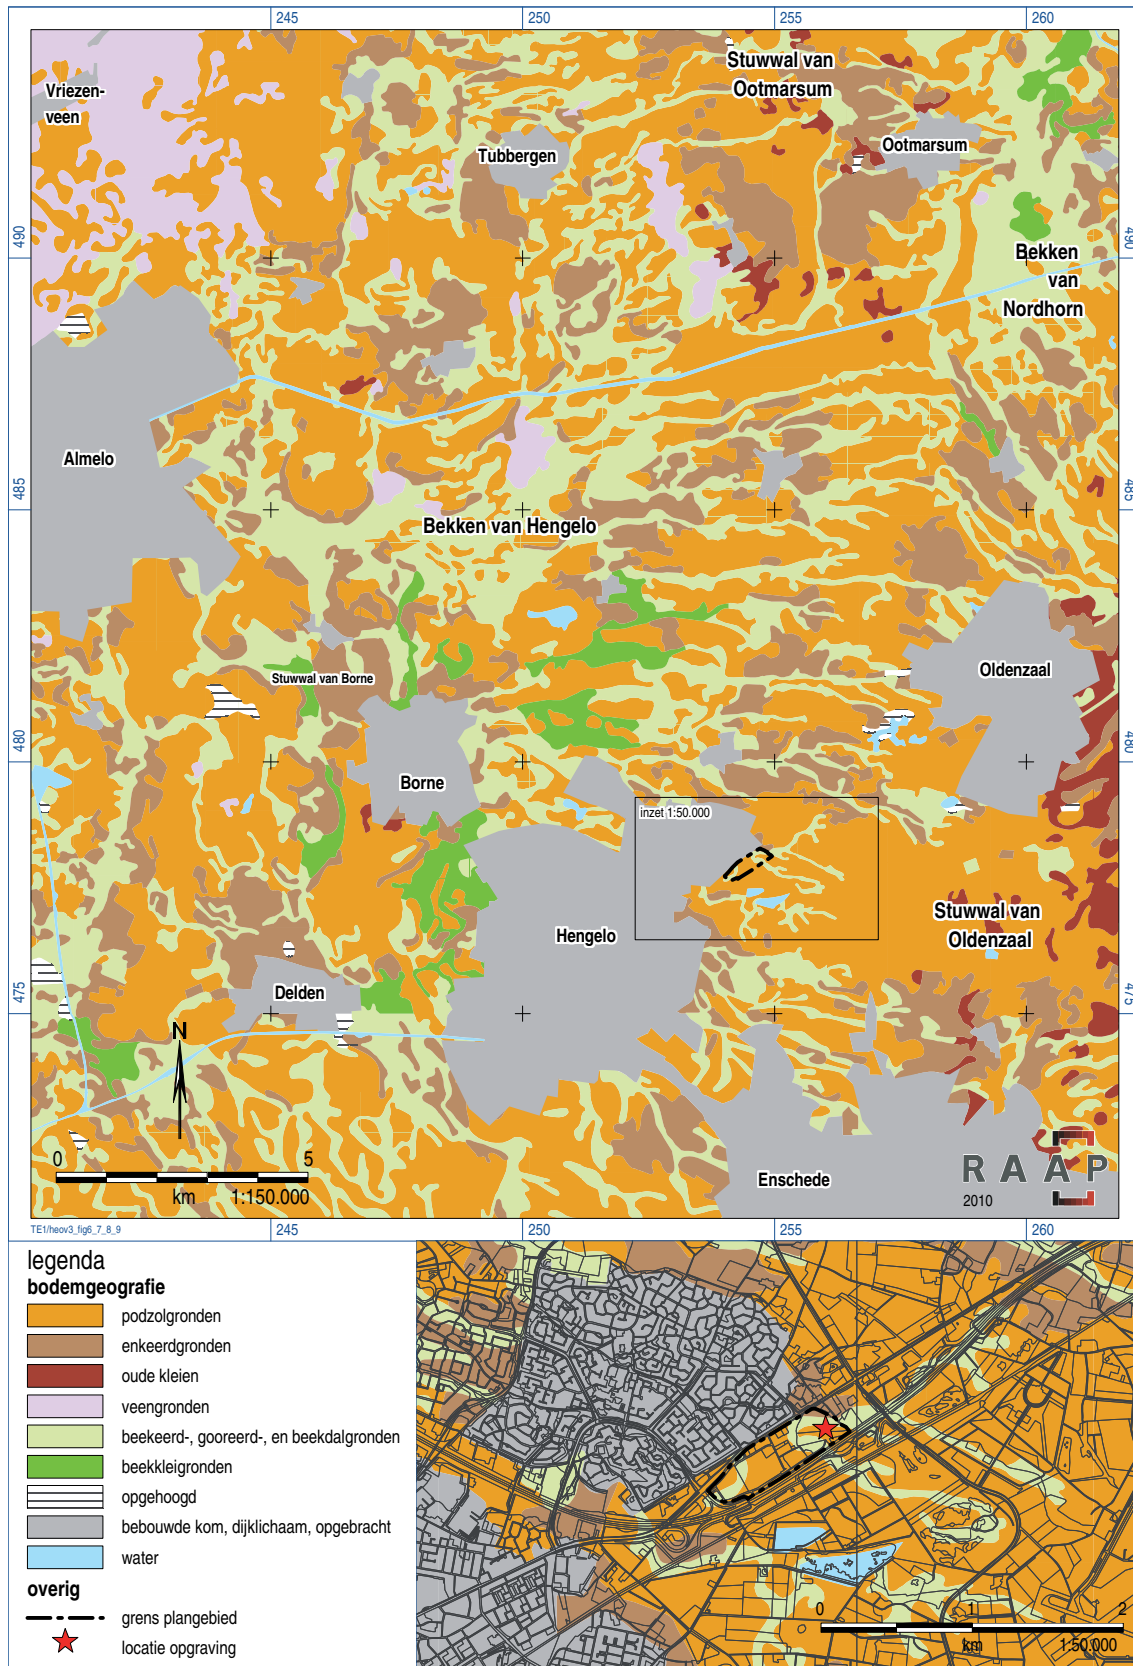 245 250 255 260
Vriezen-
veen
Stuwwal van
Ootmarsum
Tubbergen
Ootmarsum
490 490
Bekken
van
Nordhorn
Almelo
485 485
Bekken van Hengelo
Stuwwal van Borne
Oldenzaal
480 480
Borne
inzet 1:50.000
Stuwwal van
Oldenzaal
Hengelo
Delden
475 475
N
0 5
km 1:150.000
Enschede
RAAP
2010
TE1/heov3_fig6_7_8_9
245 250 255 260
legenda
bodemgeografie
podzolgronden
enkeerdgronden
oude kleien
veengronden
beekeerd-, gooreerd-, en beekdalgronden
beekkleigronden
opgehoogd
bebouwde kom, dijklichaam, opgebracht
water
overig
grens plangebied
locatie opgraving
0 1 2
km 1:50.000